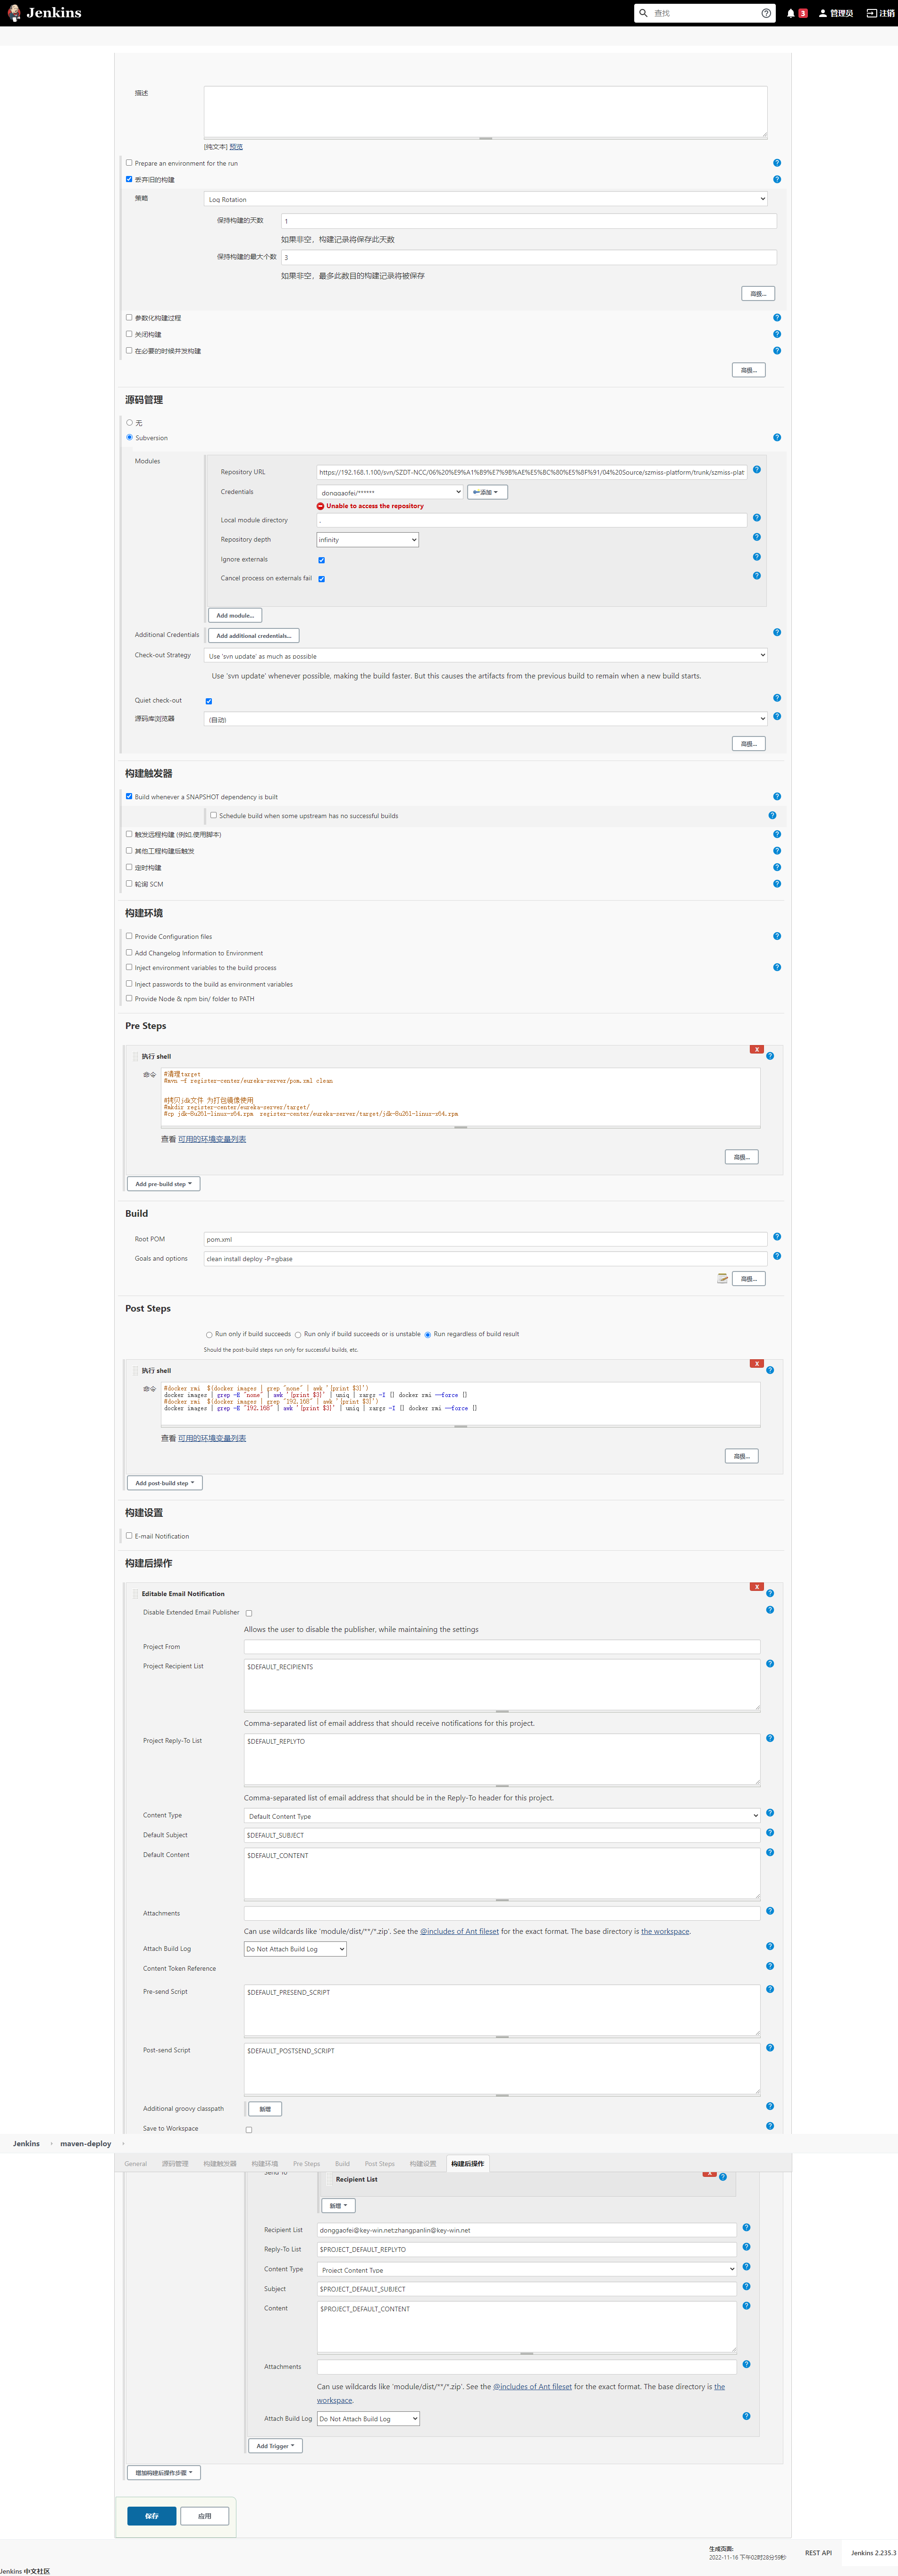 Jenkins
查找
3
管理员
注销
描述
[纯文本] 预览
Prepare an environment for the run
丢弃旧的构建
策略
Log Rotation
保持构建的天数
1
如果非空，构建记录将保存此天数
保持构建的最大个数
3
如果非空，最多此数目的构建记录将被保存
高级...
参数化构建过程
关闭构建
在必要的时候并发构建
高级...
源码管理
无
Subversion
Modules
Repository URL
https://192.168.1.100/svn/SZDT-NCC/06%20%E9%A1%B9%E7%9B%AE%E5%BC%80%E5%8F%91/04%20Source/szmiss-platform/trunk/szmiss-plat
Credentials
donggaofei/******
添加
Unable to access the repository
Local module directory
.
Repository depth
infinity
Ignore externals
Cancel process on externals fail
Add module...
Additional Credentials
Add additional credentials...
Check-out Strategy
Use 'svn update' as much as possible
Use 'svn update' whenever possible, making the build faster. But this causes the artifacts from the previous build to remain when a new build starts.
Quiet check-out
源码库浏览器
(自动)
高级...
构建触发器
Build whenever a SNAPSHOT dependency is built
Schedule build when some upstream has no successful builds
触发远程构建 (例如,使用脚本)
其他工程构建后触发
定时构建
轮询 SCM
构建环境
Provide Configuration files
Add Changelog Information to Environment
Inject environment variables to the build process
Inject passwords to the build as environment variables
Provide Node & npm bin/ folder to PATH
Pre Steps
X
执行 shell
命令
#清理target
#mvn -f register-center/eureka-server/pom.xml clean
#拷贝jdk文件 为打包镜像使用
#mkdir register-center/eureka-server/target/
#cp jdk-8u261-linux-x64.rpm  register-center/eureka-server/target/jdk-8u261-linux-x64.rpm
查看 可用的环境变量列表
高级...
Add pre-build step
Build
Root POM
pom.xml
Goals and options
clean install deploy -P=gbase
高级...
Post Steps
Run only if build succeeds
Run only if build succeeds or is unstable
Run regardless of build result
Should the post-build steps run only for successful builds, etc.
X
执行 shell
命令
#docker rmi  $(docker images | grep "none" | awk '{print $3}')
docker images | grep -E "none" | awk '{print $3}' | uniq | xargs -I {} docker rmi --force {}
#docker rmi  $(docker images | grep "192.168" | awk '{print $3}')
docker images | grep -E "192.168" | awk '{print $3}' | uniq | xargs -I {} docker rmi --force {}
查看 可用的环境变量列表
高级...
Add post-build step
构建设置
E-mail Notification
构建后操作
X
Editable Email Notification
Disable Extended Email Publisher
Allows the user to disable the publisher, while maintaining the settings
Project From
Project Recipient List
$DEFAULT_RECIPIENTS
Comma-separated list of email address that should receive notifications for this project.
Project Reply-To List
$DEFAULT_REPLYTO
Comma-separated list of email address that should be in the Reply-To header for this project.
Content Type
Default Content Type
Default Subject
$DEFAULT_SUBJECT
Default Content
$DEFAULT_CONTENT
Attachments
Can use wildcards like 'module/dist/**/*.zip'. See the @includes of Ant fileset for the exact format. The base directory is the workspace.
Attach Build Log
Do Not Attach Build Log
Content Token Reference
Pre-send Script
$DEFAULT_PRESEND_SCRIPT
Post-send Script
$DEFAULT_POSTSEND_SCRIPT
Additional groovy classpath
新增
Save to Workspace
Jenkins
maven-deploy
General
源码管理
构建触发器
构建环境
Pre Steps
Build
Post Steps
构建设置
构建后操作
Send To
Recipient List
新增
Recipient List
donggaofei@key-win.net;zhangpanlin@key-win.net
Reply-To List
$PROJECT_DEFAULT_REPLYTO
Content Type
Project Content Type
Subject
$PROJECT_DEFAULT_SUBJECT
Content
$PROJECT_DEFAULT_CONTENT
Attachments
Can use wildcards like 'module/dist/**/*.zip'. See the @includes of Ant fileset for the exact format. The base directory is the
workspace.
Attach Build Log
Do Not Attach Build Log
Add Trigger
增加构建后操作步骤
保存
应用
生成页面:
2022-11-16 下午02时28分59秒
REST API
Jenkins 2.235.3
Jenkins 中文社区